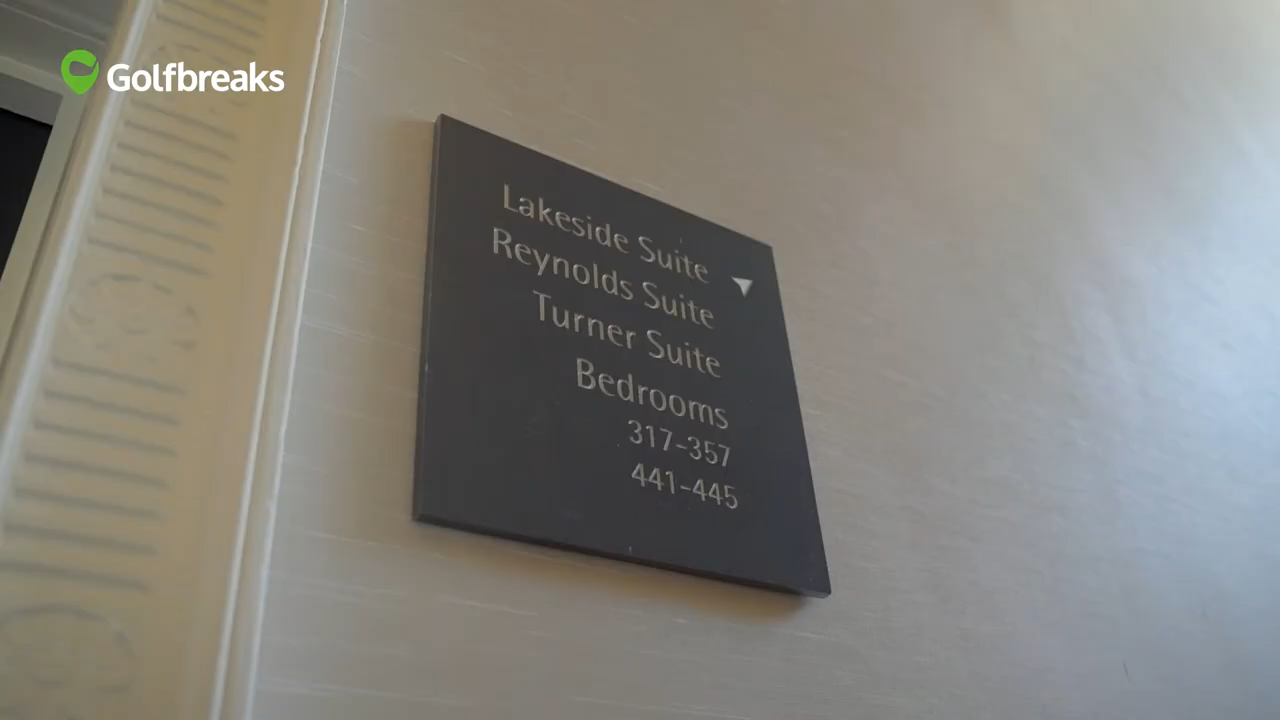 Golfbreaks
Lakeside Suite
Reynolds Suite
Turner Suite
Bedrooms
317-357
441-445